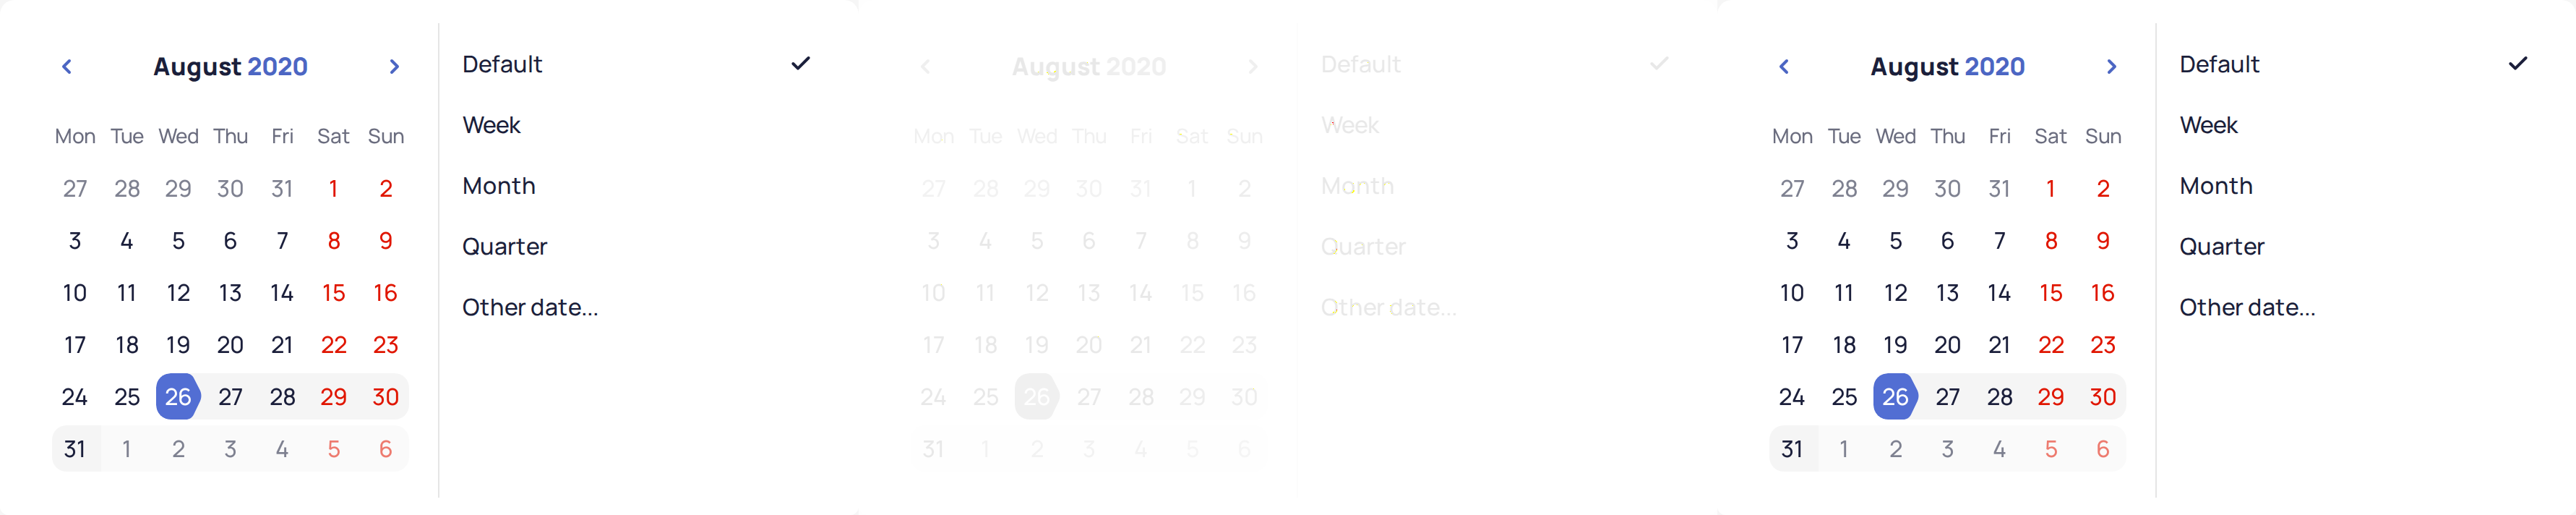 August 2020
Mon Tue Wed Thu Fri Sat Sun
27 28 29 30 31 1 2
3 4 5 6 7 8 9
10 11 12 13 14 15 16
17 18 19 20 21 22 23
24 25 26 27 28 29 30
31 1 2 3 4 5 6
Default
Week
Month
Quarter
Other date...
August 2020
Mon Tue Wed Thu Fri Sat Sun
27 28 29 30 31 1 2
3 4 5 6 7 8 9
10 11 12 13 14 15 16
17 18 19 20 21 22 23
24 25 26 27 28 29 30
31 1 2 3 4 5 6
Default
Week
Month
Quarter
Other date...
August 2020
Mon Tue Wed Thu Fri Sat Sun
27 28 29 30 31 1 2
3 4 5 6 7 8 9
10 11 12 13 14 15 16
17 18 19 20 21 22 23
24 25 26 27 28 29 30
31 1 2 3 4 5 6
Default
Week
Month
Quarter
Other date...